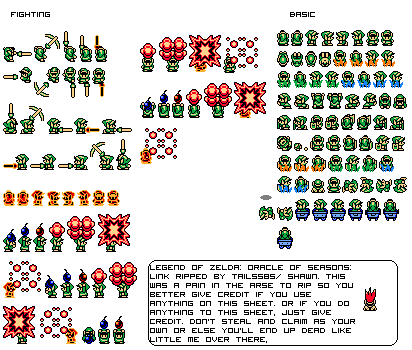 FIGHTING
BASIC
LEGEND OF ZELDA: ORACLE OF SEASONS:
LINK RIPPED BY TAILS585/ SHAWN. THIS
WAS A PAIN IN THE ARSE TO RIP SO YOU
BETTER GIVE CREDIT IF YOU USE
ANYTHING ON THIS SHEET. OR IF YOU DO
ANYTHING TO THIS SHEET, JUST GIVE
CREDIT. DON'T STEAL AND CLAIM AS YOUR
OWN OR ELSE YOU'LL END UP DEAD LIKE
LITTLE ME OVER THERE,